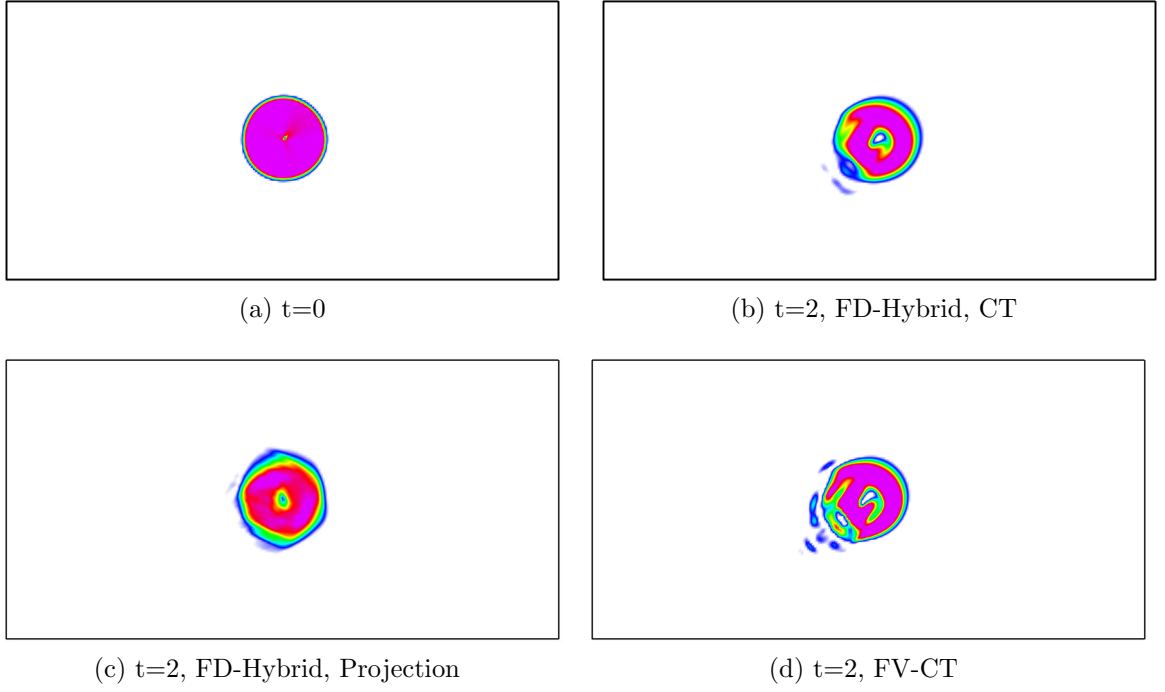 (a) t=0
(b) t=2, FD-Hybrid, CT
(c) t=2, FD-Hybrid, Projection
(d) t=2, FV-CT